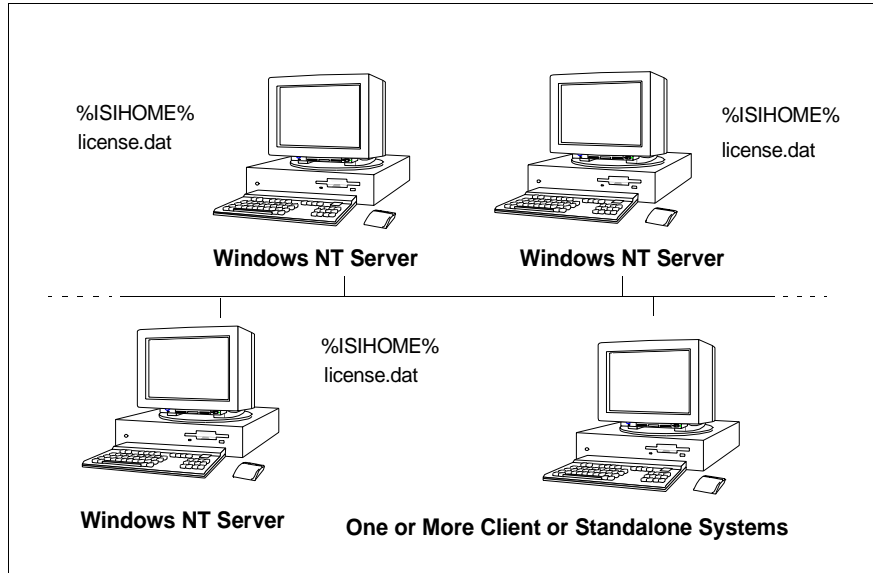 %ISIHOME%
license.dat
%ISIHOME%
license.dat
Windows NT Server
Windows NT Server
%ISIHOME%
license.dat
Windows NT Server
One or More Client or Standalone Systems